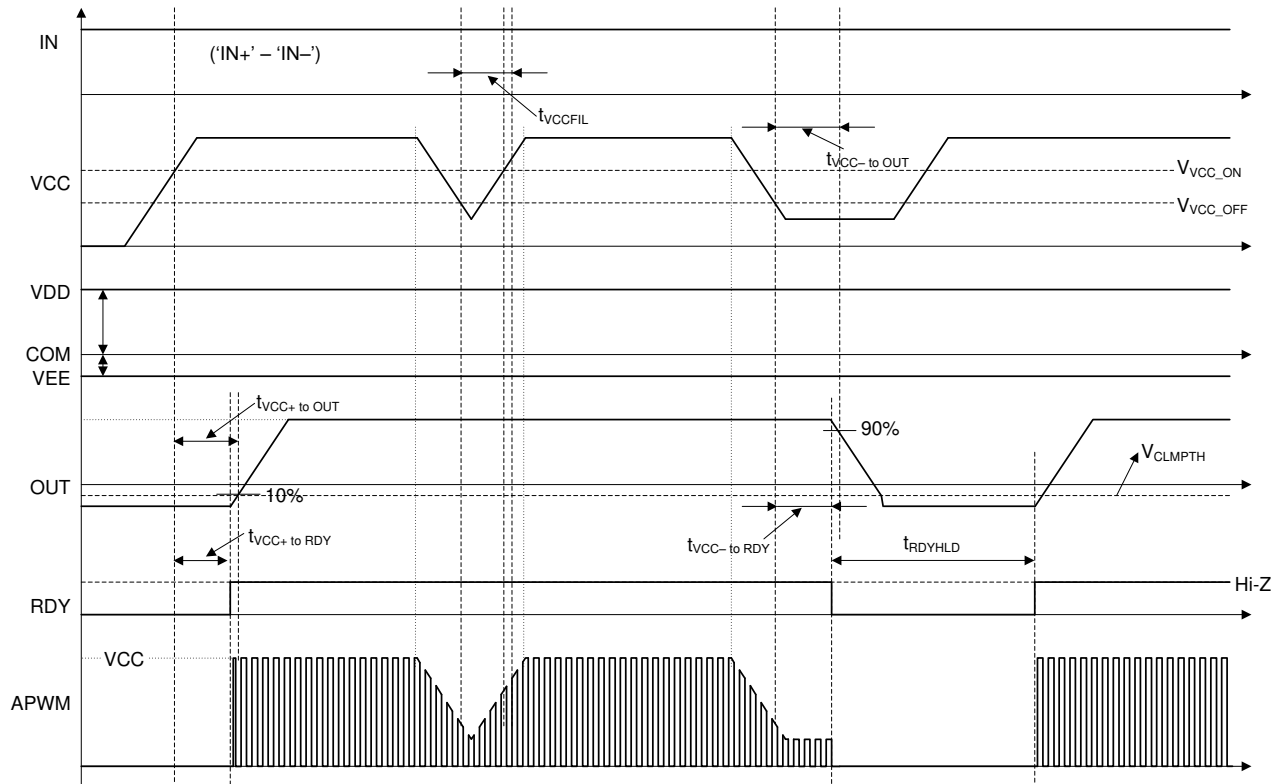 IN
('IN+' – 'IN–')
tVCCFIL
tVCC– to OUT
VCC
VVCC_ON
VVCC_OFF
VDD
COM
VEE
tVCC+ to OUT
90%
VCLMPTH
OUT
10%
tVCC+ to RDY
tVCC– to RDY
tRDYHLD
Hi-Z
RDY
VCC
APWM